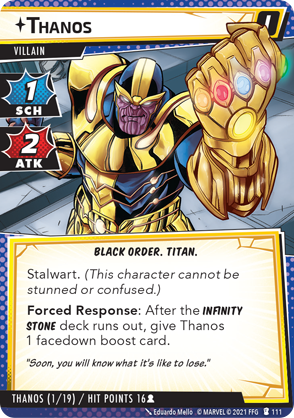 THANOS
I
VILLAIN
1
SCH
2
ATK
BLACK ORDER. TITAN.
Stalwart. (This character cannot be
stunned or confused.)
Forced Response: After the INFINITY
STONE deck runs out, give Thanos
1 facedown boost card.
"Soon, you will know what it's like to lose."
THANOS (1/19) / HIT POINTS 16
Eduardo Mello . © MARVEL © 2021 FFG 111